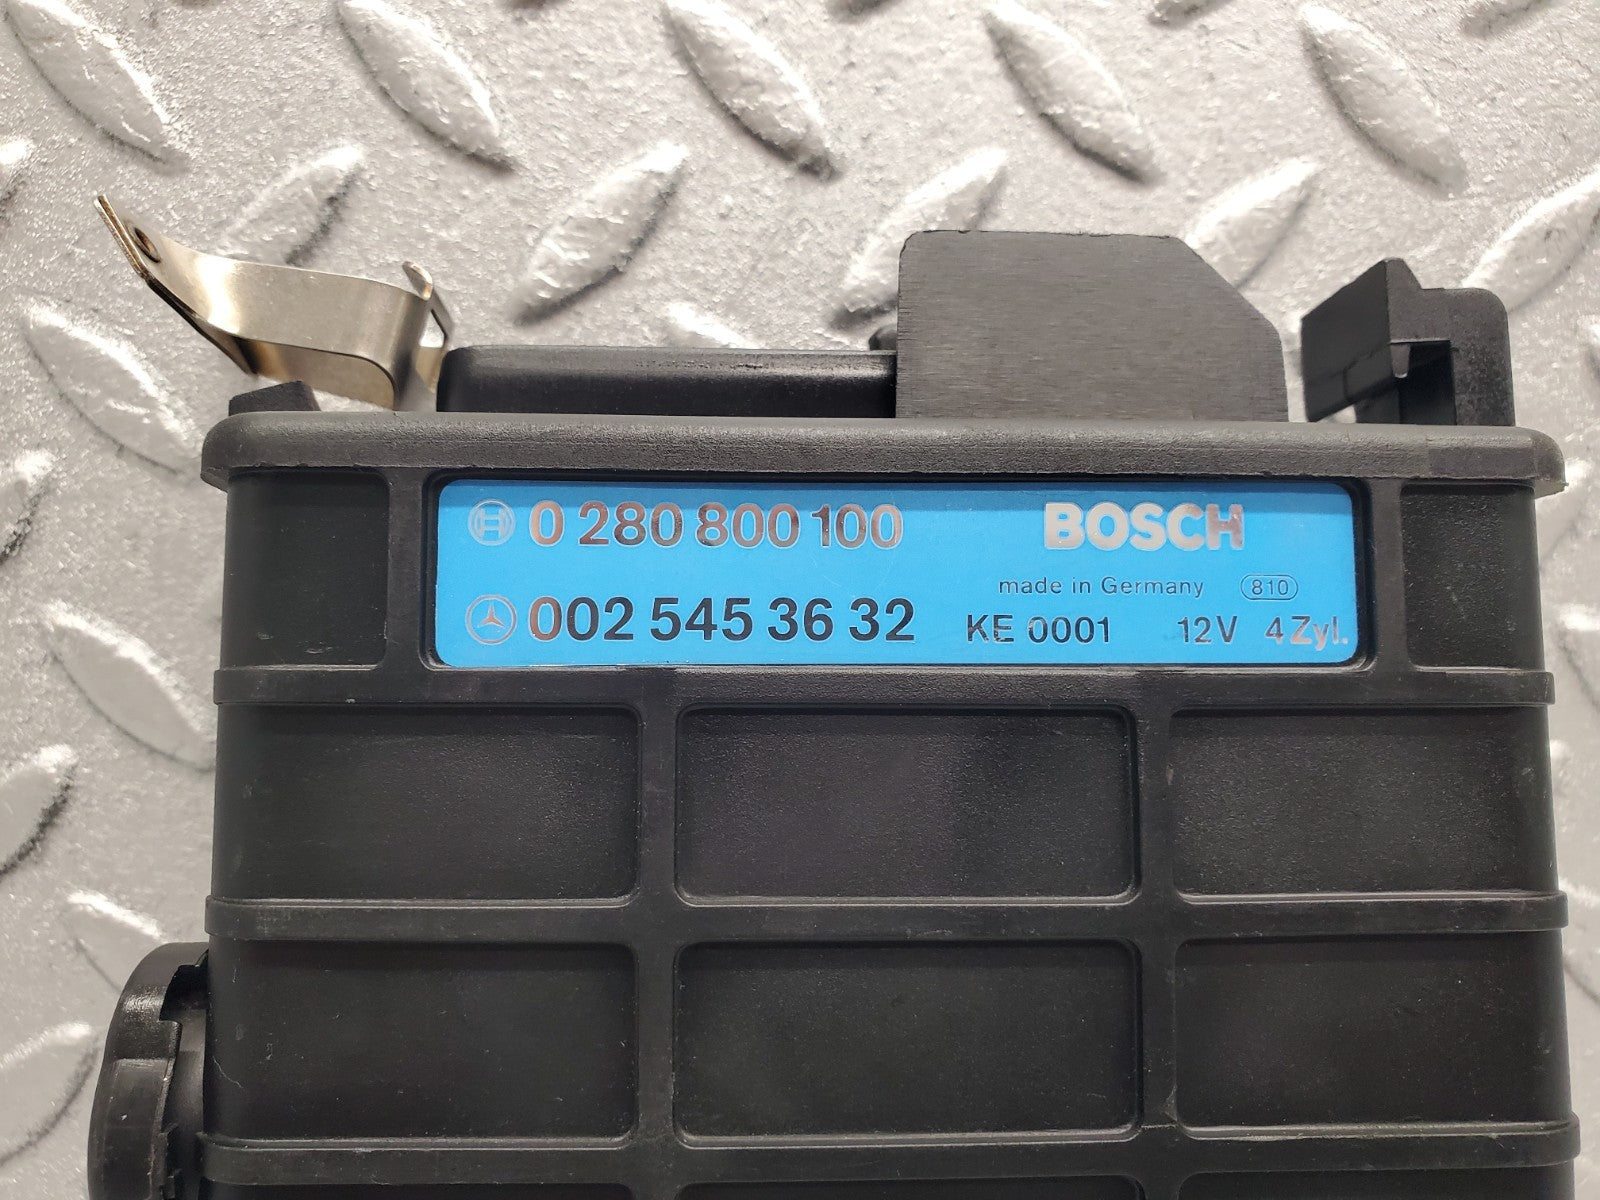 0 280 800 100 BOSCH
made in Germany 810
002 545 36 32 KE 0001 12V 4Zyl.